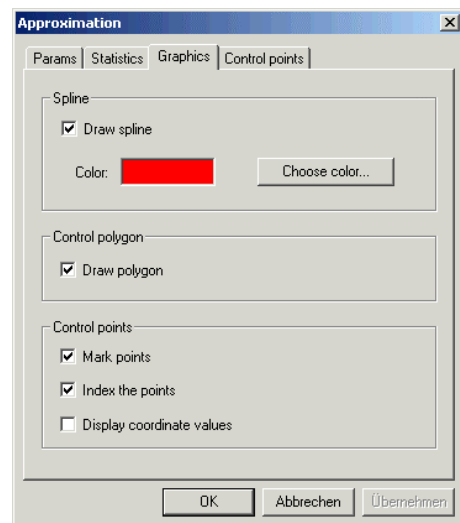 Approximation
Params Statistics Graphics Control points
Spline
Draw spline
Color: Choose color...
Control polygon
Draw polygon
Control points
Mark points
Index the points
Display coordinate values
OK Abbrechen Übernehmen